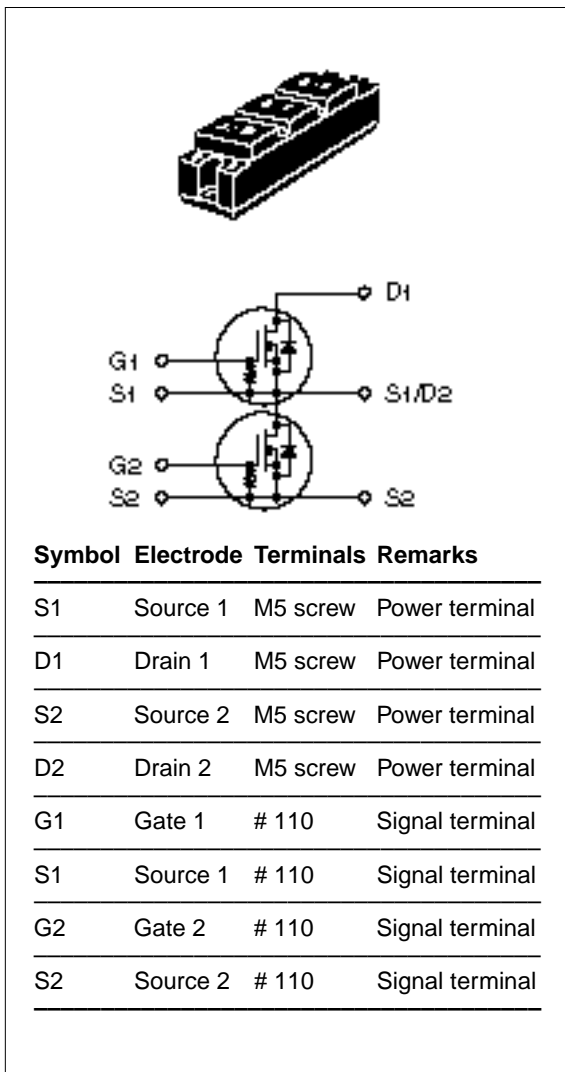 D1
G1
S1 S1/D2
G2
S2 S2
Symbol Electrode Terminals Remarks
S1 Source 1 M5 screw Power terminal
D1 Drain 1 M5 screw Power terminal
S2 Source 2 M5 screw Power terminal
D2 Drain 2 M5 screw Power terminal
G1 Gate 1 # 110 Signal terminal
S1 Source 1 # 110 Signal terminal
G2 Gate 2 # 110 Signal terminal
S2 Source 2 # 110 Signal terminal